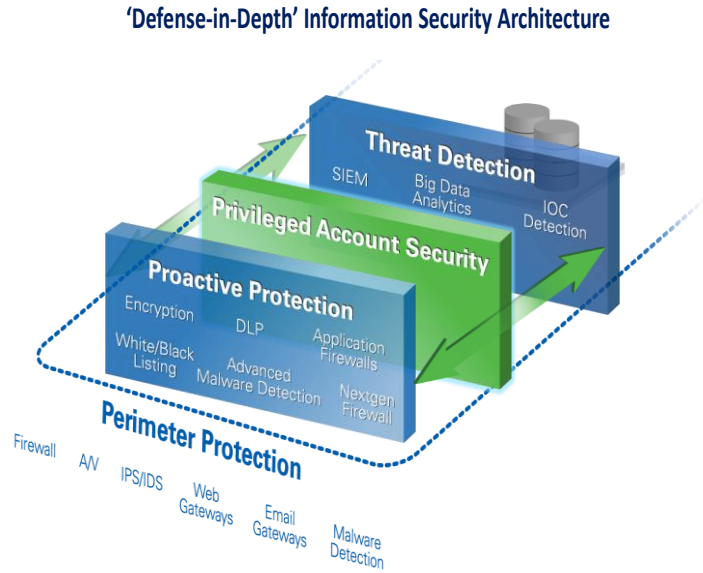 ‘Defense-in-Depth’ Information Security Architecture
Threat Detection
SIEM
Big Data
Analytics
IOC
Detection
Privileged Account Security
Proactive Protection
Encryption
DLP
Application
Firewalls
White/Black
Listing
Advanced
Malware Detection
Nextgen
Firewall
Perimeter Protection
Firewall
A/V
IPS/IDS
Web
Gateways
Email
Gateways
Malware
Detection